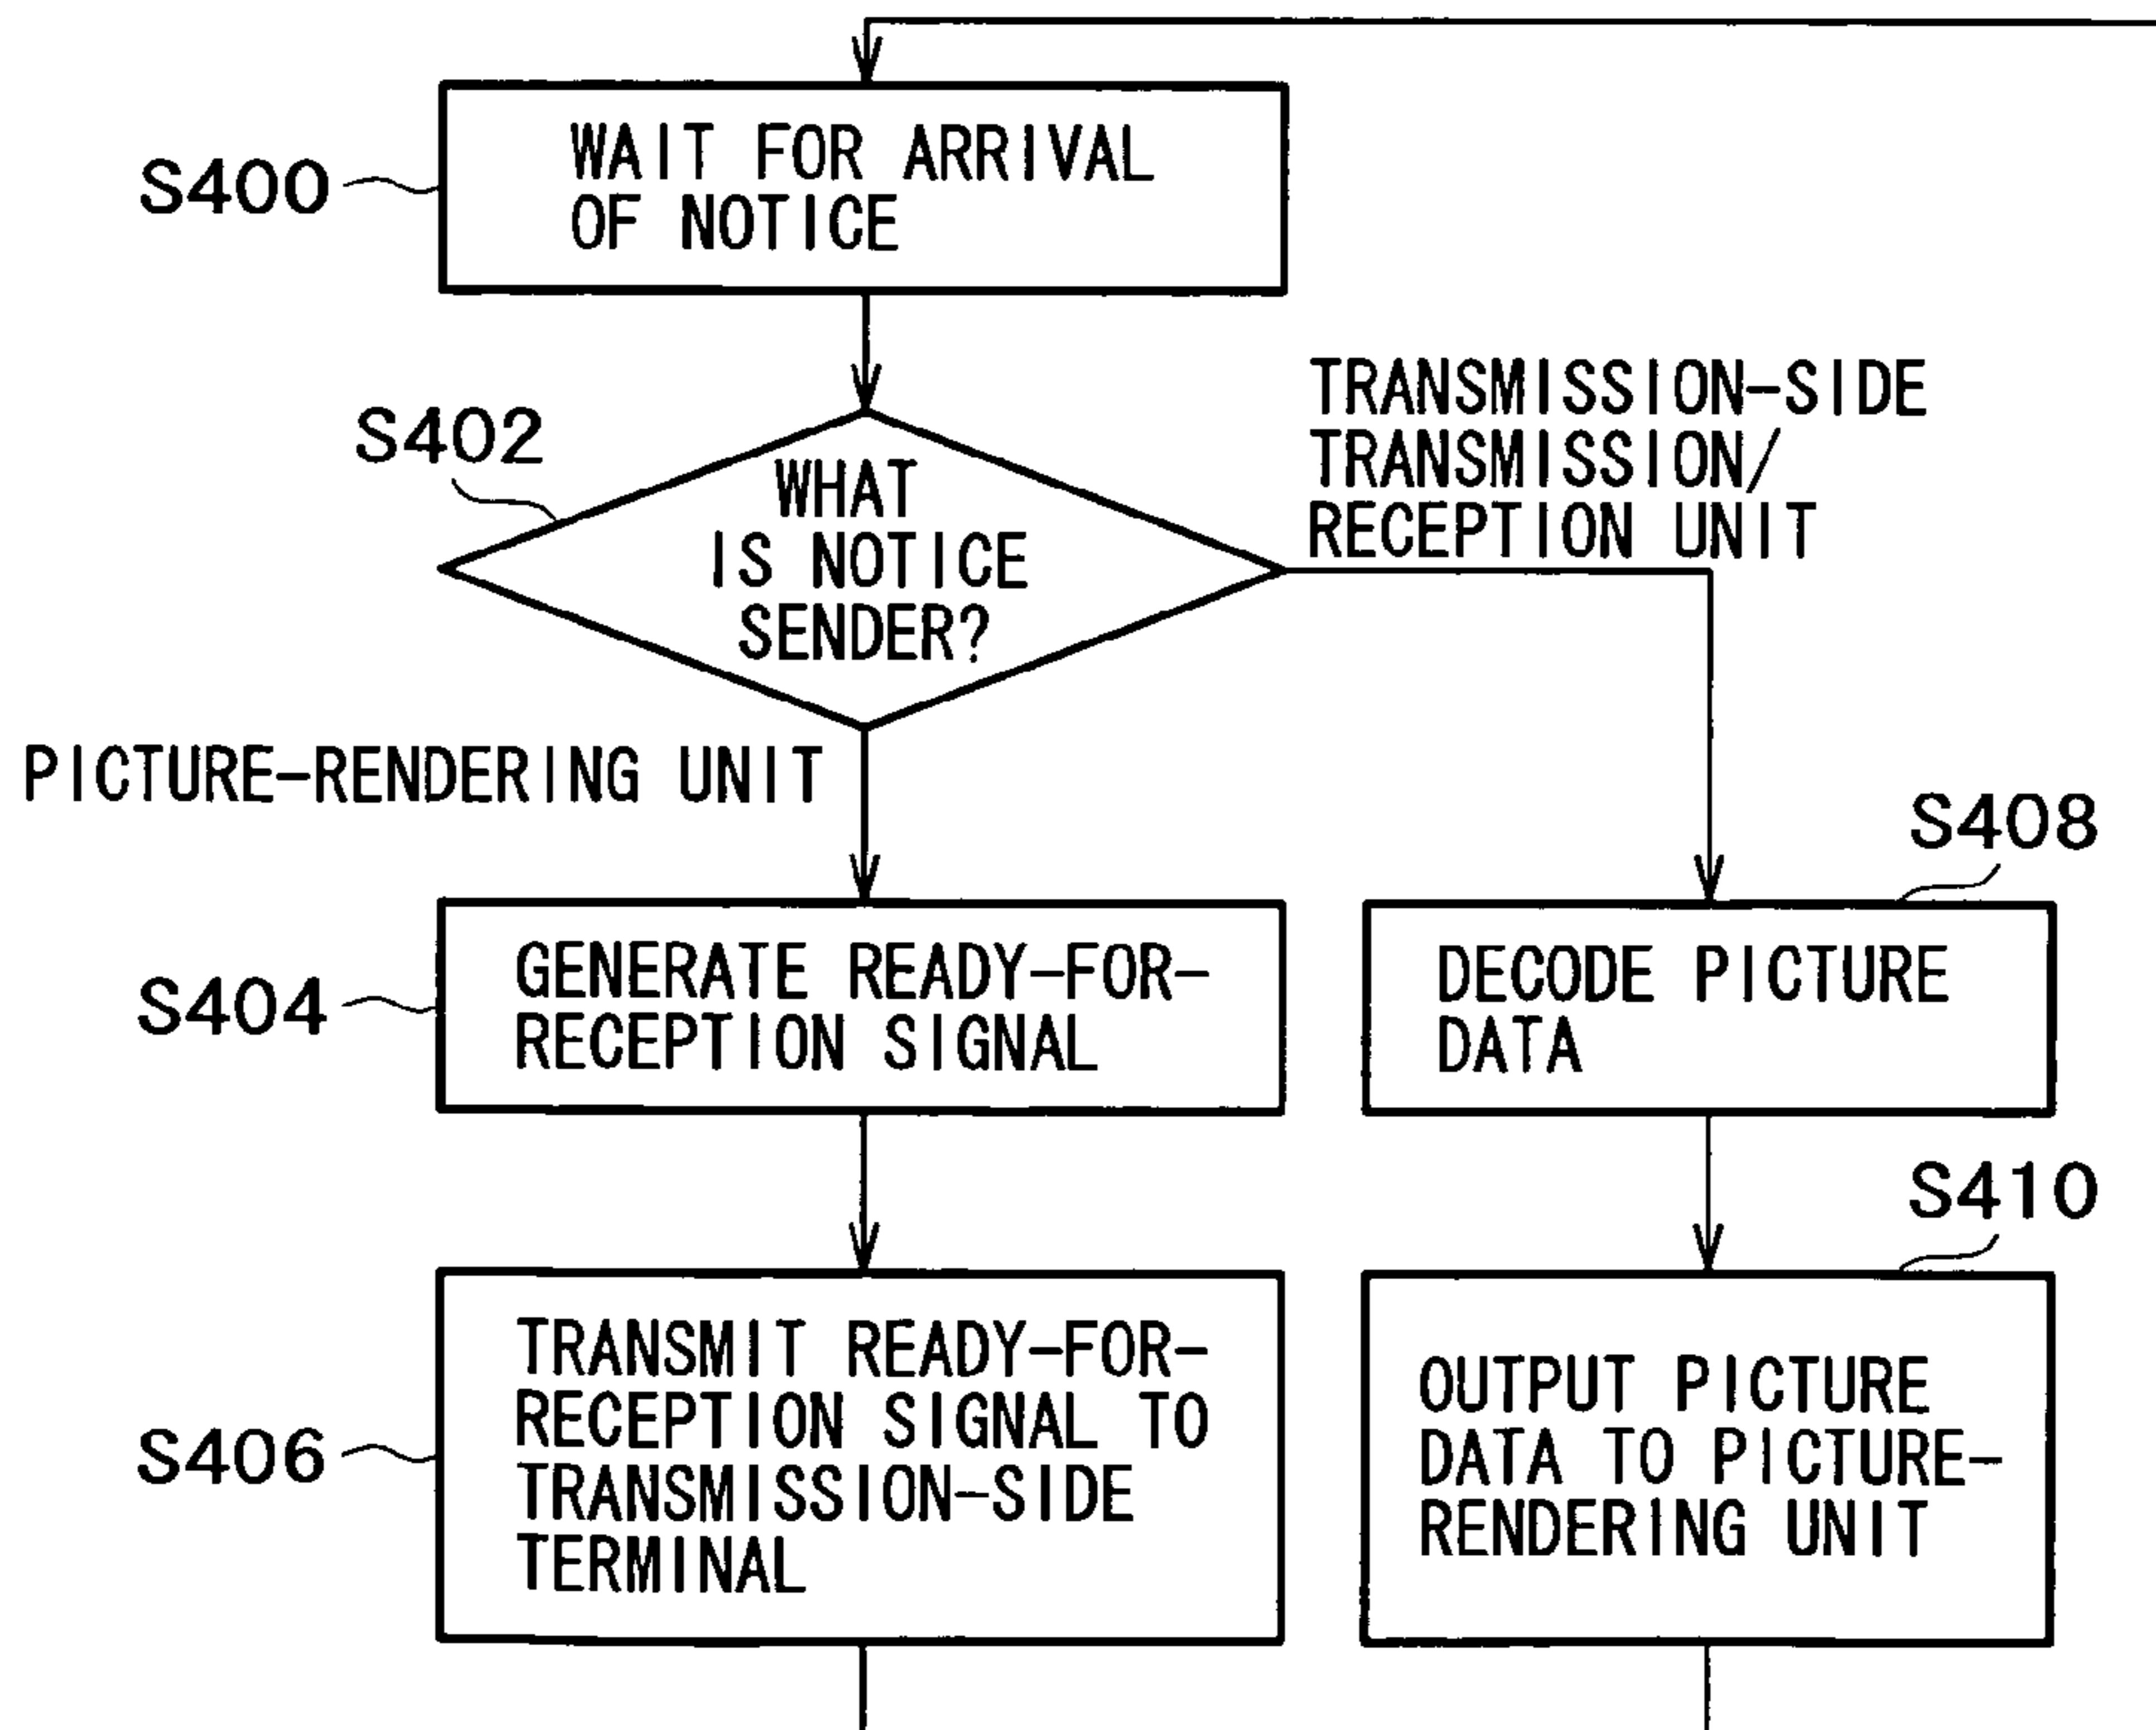 S400
WAIT FOR ARRIVAL
OF NOTICE
S402
WHAT
IS NOTICE
SENDER?
TRANSMISSION-SIDE
TRANSMISSION/
RECEPTION UNIT
PICTURE-RENDERING UNIT
S404
GENERATE READY-FOR-
RECEPTION SIGNAL
S408
DECODE PICTURE
DATA
S406
TRANSMIT READY-FOR-
RECEPTION SIGNAL TO
TRANSMISSION-SIDE
TERMINAL
S410
OUTPUT PICTURE
DATA TO PICTURE-
RENDERING UNIT